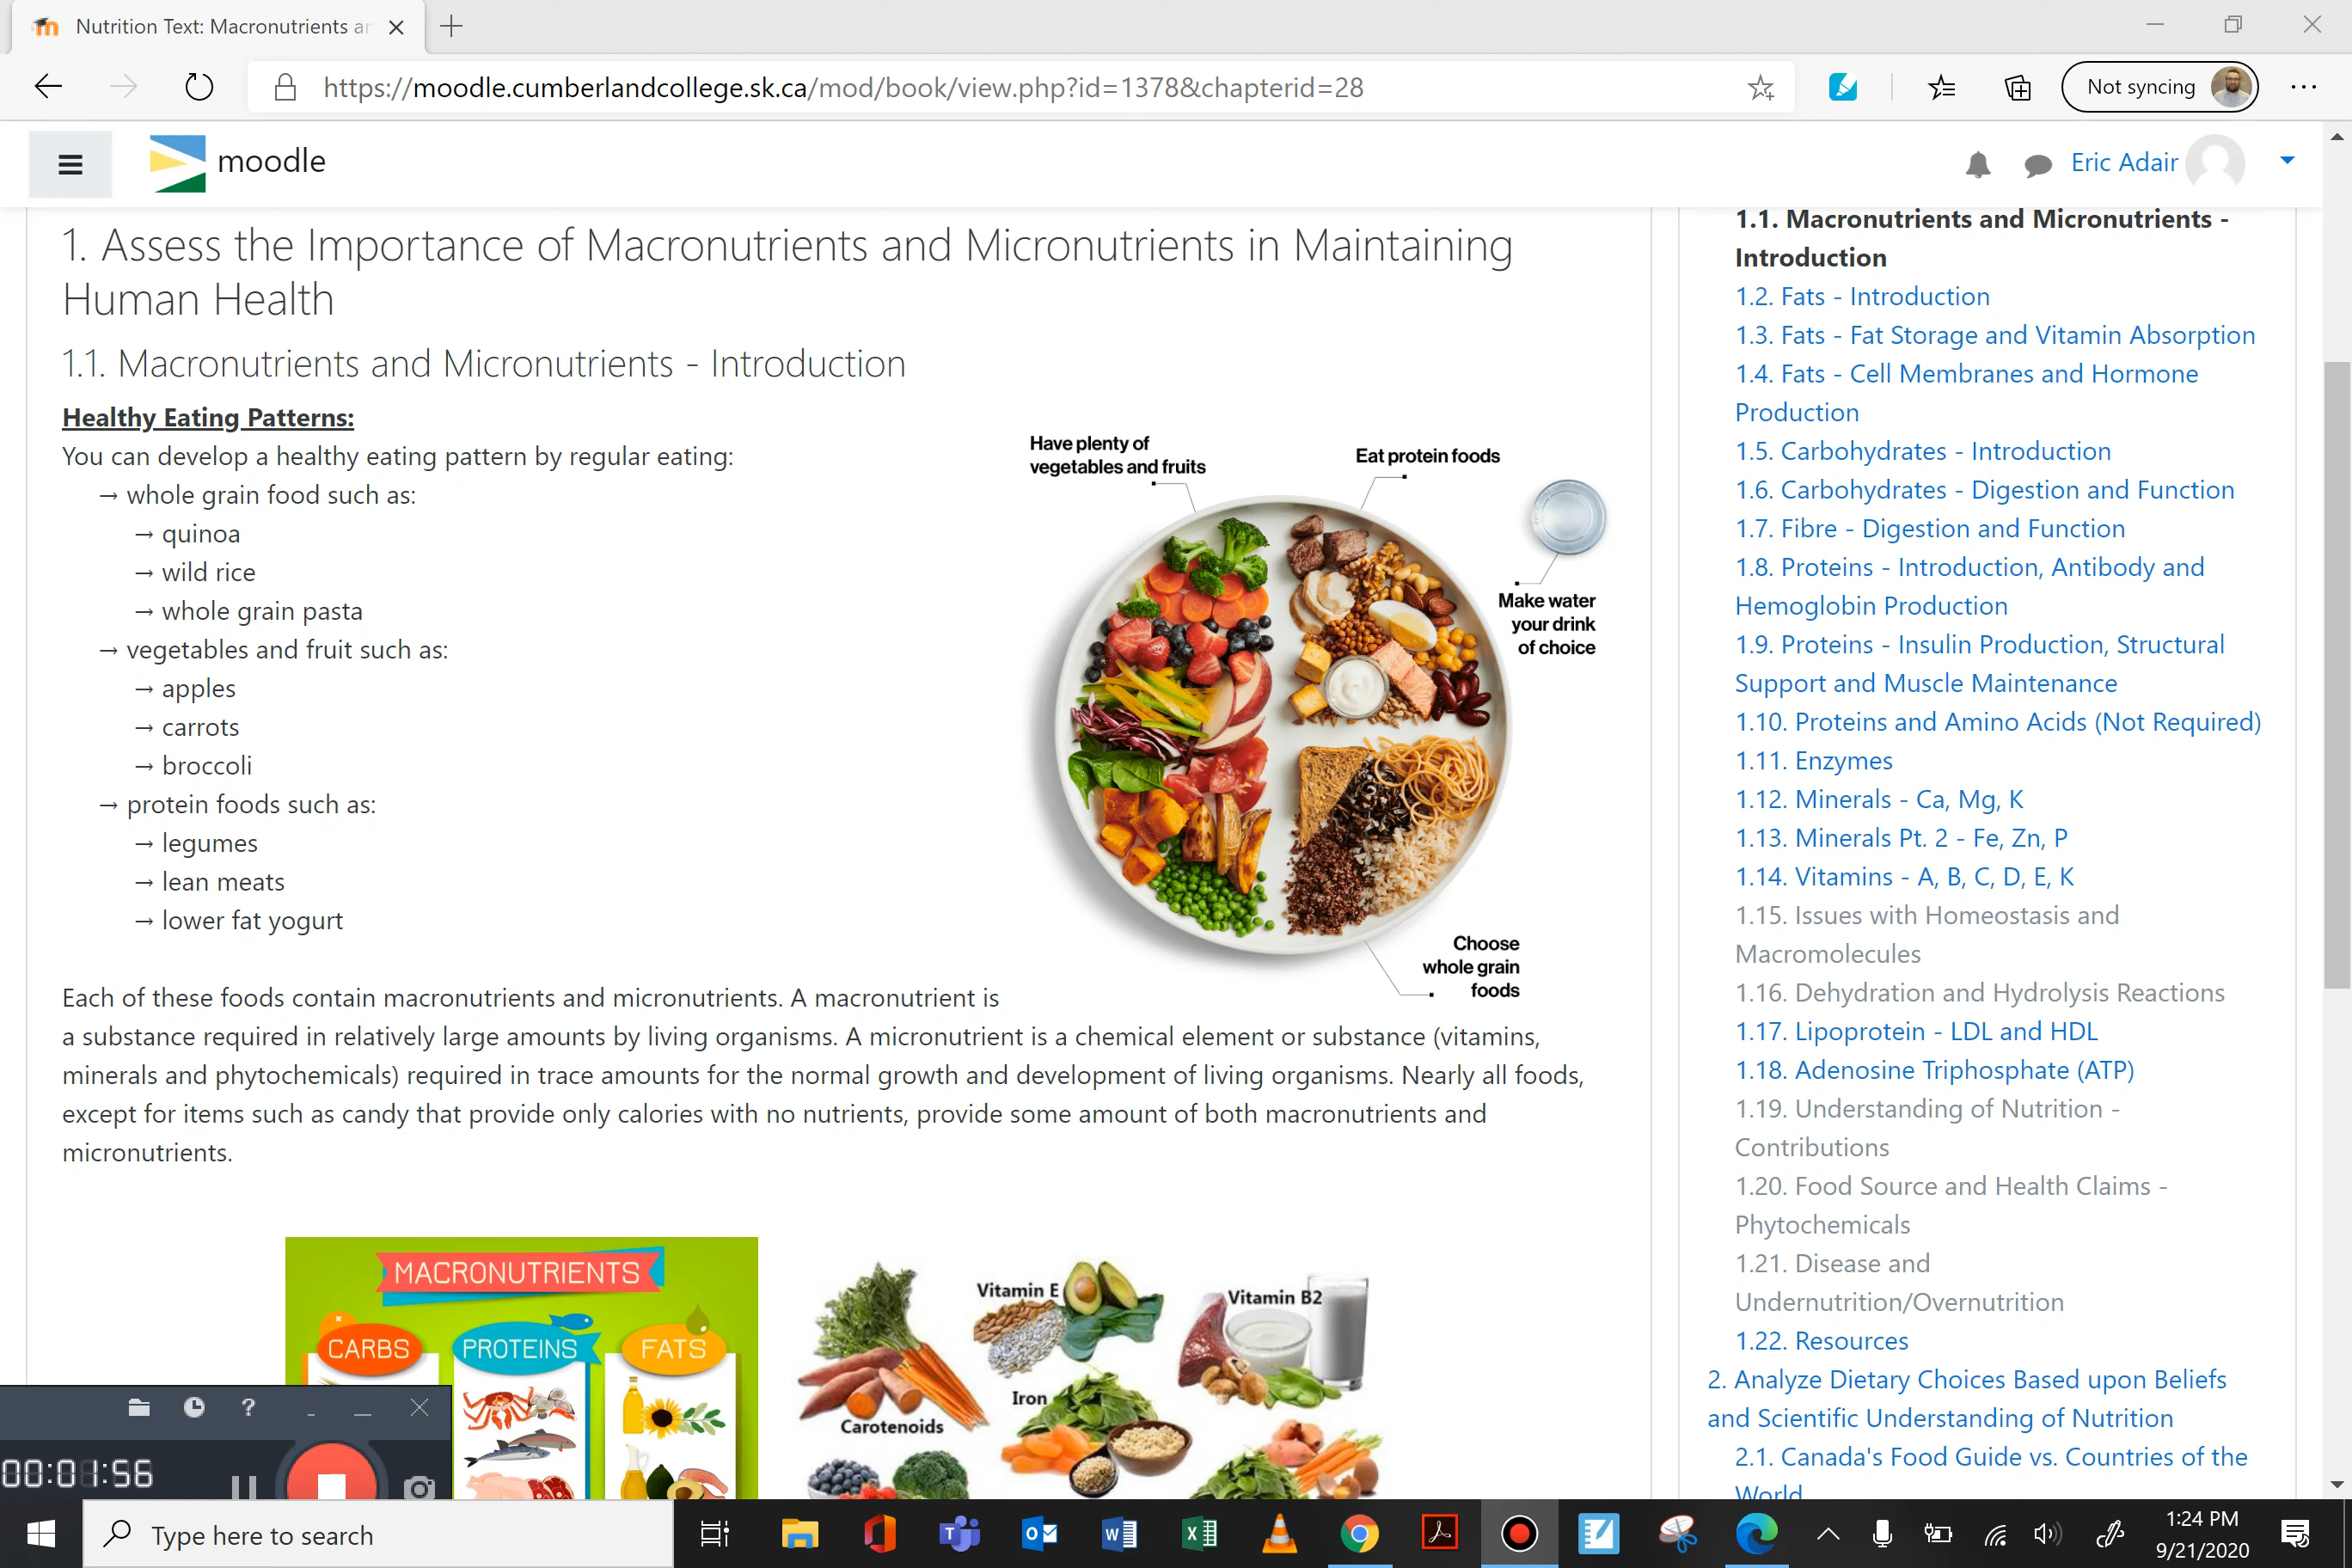 Nutrition Text: Macronutrients an
https://moodle.cumberlandcollege.sk.ca/mod/book/view.php?id=1378&chapterid=28
Not syncing
moodle
Eric Adair
1. Assess the Importance of Macronutrients and Micronutrients in Maintaining
Human Health
1.1. Macronutrients and Micronutrients - Introduction
Healthy Eating Patterns:
You can develop a healthy eating pattern by regular eating:
→ whole grain food such as:
→ quinoa
→ wild rice
→ whole grain pasta
→ vegetables and fruit such as:
→ apples
→ carrots
→ broccoli
→ protein foods such as:
→ legumes
→ lean meats
→ lower fat yogurt
Have plenty of
vegetables and fruits
Eat protein foods
Make water
your drink
of choice
Choose
whole grain
foods
Each of these foods contain macronutrients and micronutrients. A macronutrient is
a substance required in relatively large amounts by living organisms. A micronutrient is a chemical element or substance (vitamins,
minerals and phytochemicals) required in trace amounts for the normal growth and development of living organisms. Nearly all foods,
except for items such as candy that provide only calories with no nutrients, provide some amount of both macronutrients and
micronutrients.
MACRONUTRIENTS
CARBS
PROTEINS
FATS
Vitamin E
Vitamin B2
Iron
Carotenoids
1.1. Macronutrients and Micronutrients -
Introduction
1.2. Fats - Introduction
1.3. Fats - Fat Storage and Vitamin Absorption
1.4. Fats - Cell Membranes and Hormone
Production
1.5. Carbohydrates - Introduction
1.6. Carbohydrates - Digestion and Function
1.7. Fibre - Digestion and Function
1.8. Proteins - Introduction, Antibody and
Hemoglobin Production
1.9. Proteins - Insulin Production, Structural
Support and Muscle Maintenance
1.10. Proteins and Amino Acids (Not Required)
1.11. Enzymes
1.12. Minerals - Ca, Mg, K
1.13. Minerals Pt. 2 - Fe, Zn, P
1.14. Vitamins - A, B, C, D, E, K
1.15. Issues with Homeostasis and
Macromolecules
1.16. Dehydration and Hydrolysis Reactions
1.17. Lipoprotein - LDL and HDL
1.18. Adenosine Triphosphate (ATP)
1.19. Understanding of Nutrition -
Contributions
1.20. Food Source and Health Claims -
Phytochemicals
1.21. Disease and
Undernutrition/Overnutrition
1.22. Resources
2. Analyze Dietary Choices Based upon Beliefs
and Scientific Understanding of Nutrition
2.1. Canada's Food Guide vs. Countries of the
World
00:01:56
Type here to search
1:24 PM
9/21/2020